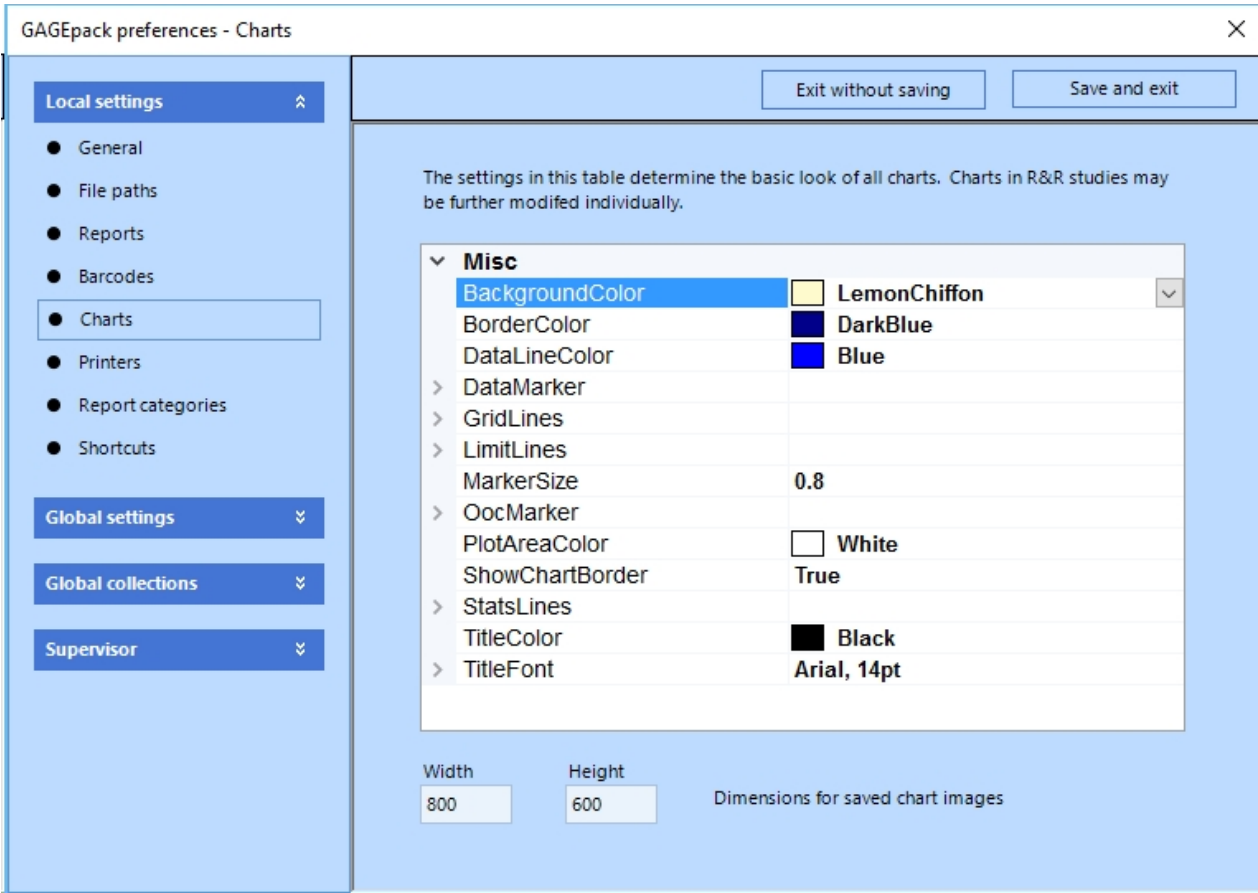 GAGEpack preferences - Charts
Exit without saving
Save and exit
Local settings
General
File paths
Reports
Barcodes
Charts
Printers
Report categories
Shortcuts
Global settings
Global collections
Supervisor
The settings in this table determine the basic look of all charts. Charts in R&R studies may
be further modifed individually.
Misc
BackgroundColor LemonChiffon
BorderColor DarkBlue
DataLineColor Blue
DataMarker
GridLines
LimitLines
MarkerSize 0.8
OocMarker
PlotAreaColor White
ShowChartBorder True
StatsLines
TitleColor Black
TitleFont Arial, 14pt
Width Height
800 600 Dimensions for saved chart images